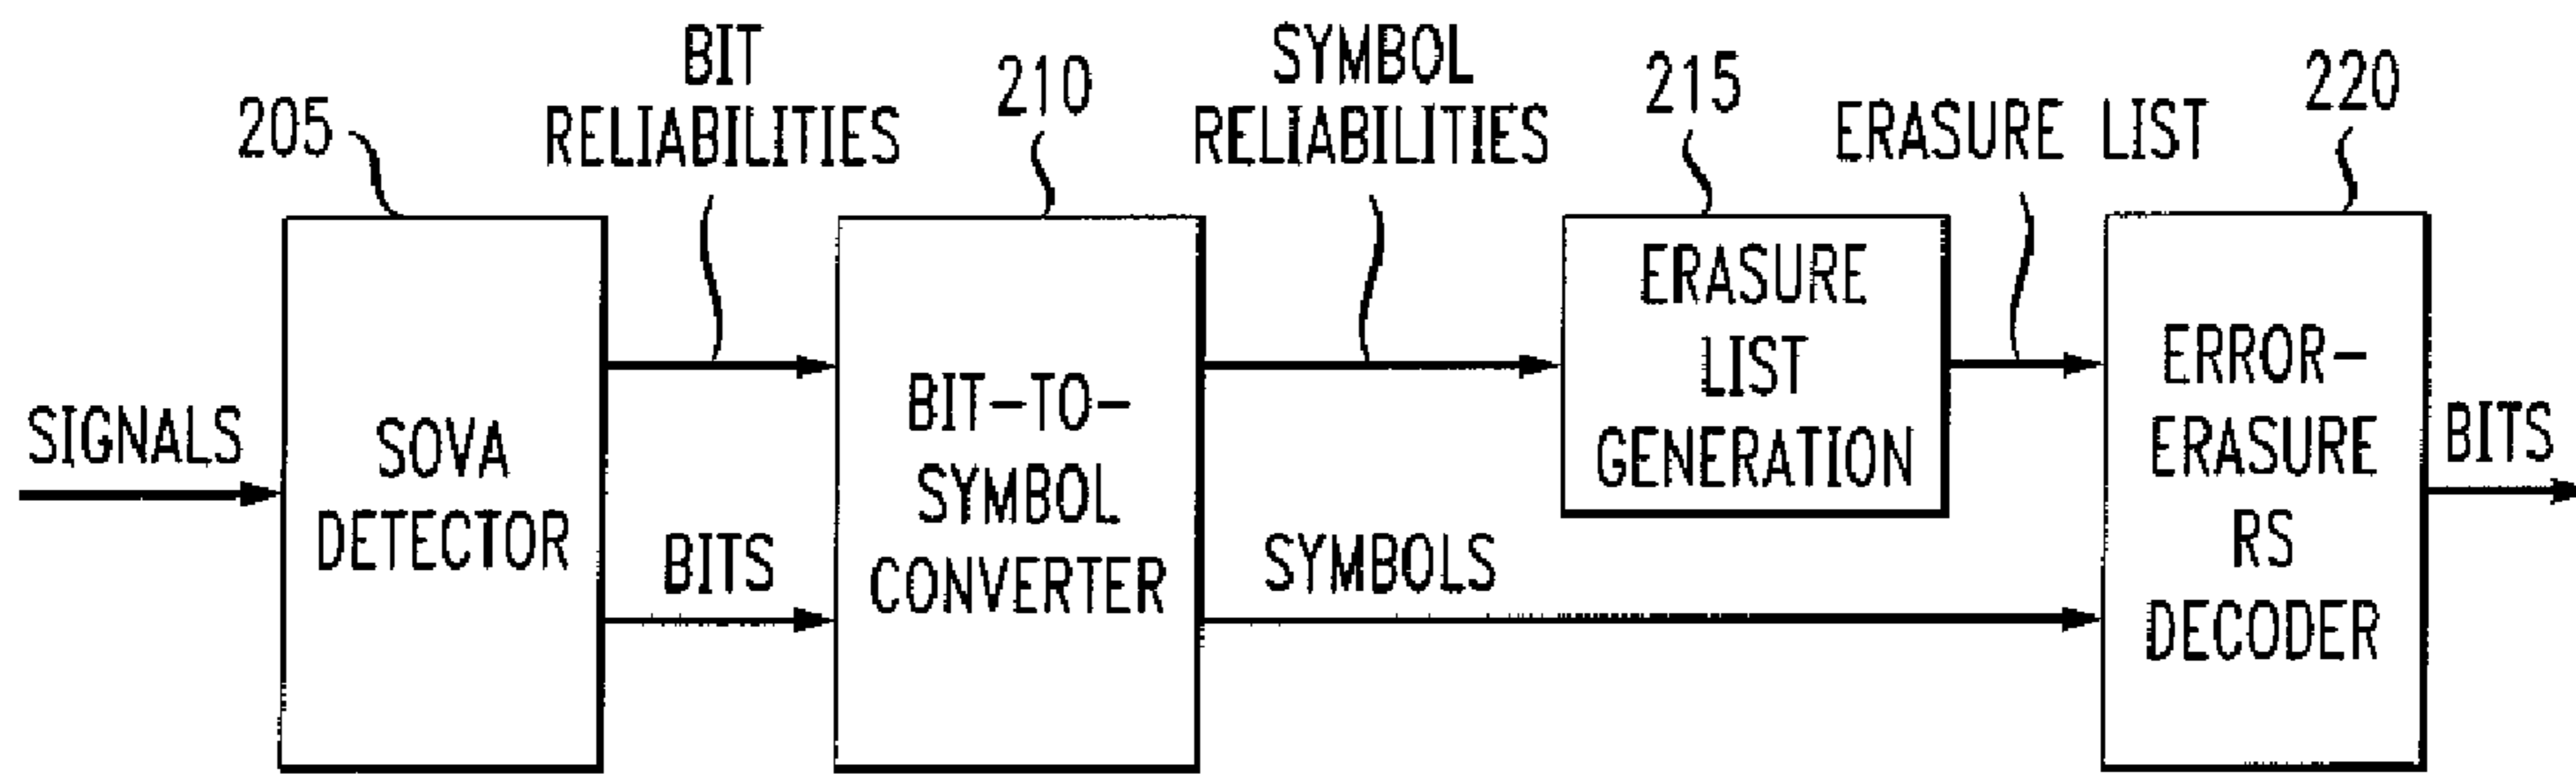 BIT
RELIABILITIES
SYMBOL
RELIABILITIES
ERASURE LIST
205
210
215
220
SIGNALS
SOVA
DETECTOR
BITS
BIT-TO-
SYMBOL
CONVERTER
SYMBOLS
ERASURE
LIST
GENERATION
ERROR-
ERASURE
RS
DECODER
BITS